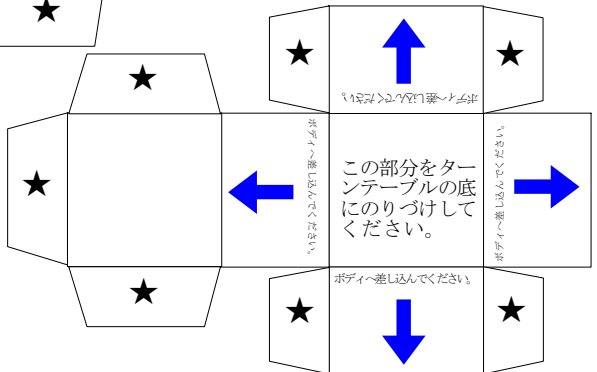 ボディへ差し込んでください。
ボディへ差し込んでください。
この部分をター
ンテーブルの底
にのりづけして
ください。
ボディへ差し込んでください。
ボディへ差し込んでください。